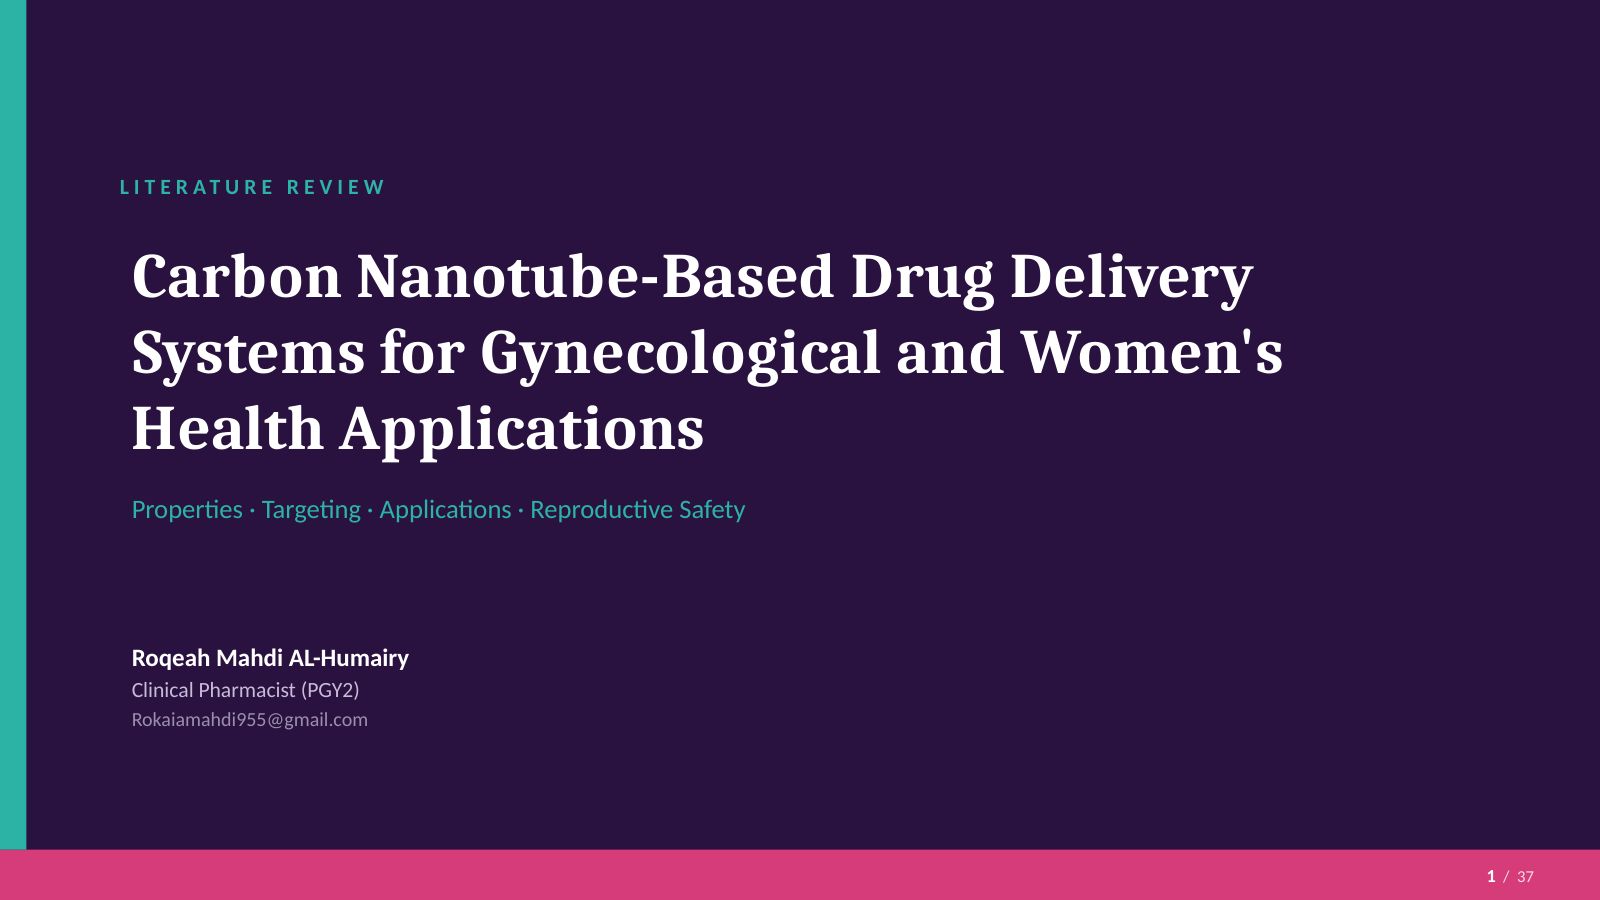 LITERATURE REVIEW
Carbon Nanotube-Based Drug Delivery
Systems for Gynecological and Women's
Health Applications
Properties · Targeting · Applications · Reproductive Safety
Roqeah Mahdi AL-Humairy
Clinical Pharmacist (PGY2)
Rokaiamahdi955@gmail.com
1 / 37